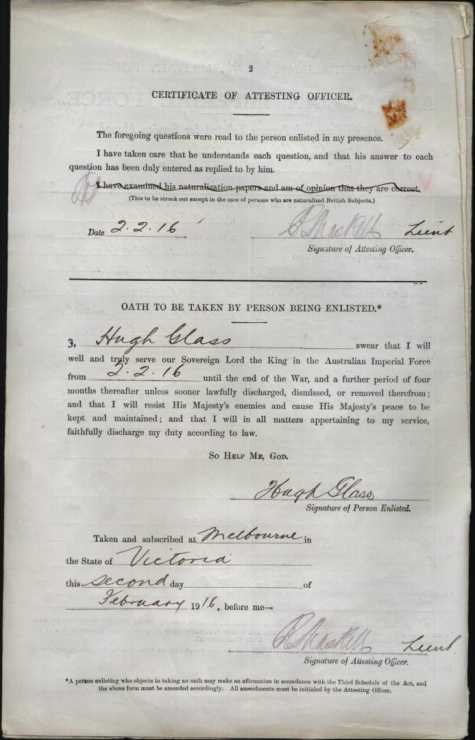 2
CERTIFICATE OF ATTESTING OFFICER.
The foregoing questions were read to the person enlisted in my presence.
I have taken care that he understands each question, and that his answer to each
question has been duly entered as replied to by him.
I have examined his naturalization papers and am of opinion that they are correct.
(This to be struck out except in the case of persons who are naturalized British Subjects.)
Date 2.2.16 Lieut
Signature of Attesting Officer.
OATH TO BE TAKEN BY PERSON BEING ENLISTED.*
3, Hugh Glass swear that I will
well and truly serve our Sovereign Lord the King in the Australian Imperial Force
from 2.2.16 until the end of the War, and a further period of four
months thereafter unless sooner lawfully discharged, dismissed, or removed therefrom;
and that I will resist His Majesty's enemies and cause His Majesty's peace to be
kept and maintained; and that I will in all matters appertaining to my service,
faithfully discharge my duty according to law.
SO HELP ME, GOD.
Hugh Glass
Signature of Person Enlisted.
Taken and subscribed at Melbourne in
the State of Victoria
this second day of
February 1916, before me—
Lieut
Signature of Attesting Officer.
*A person enlisting who objects to taking an oath may make an affirmation in accordance with the Third Schedule of the Act, and
the above form must be amended accordingly. All amendments must be initialed by the Attesting Officer.